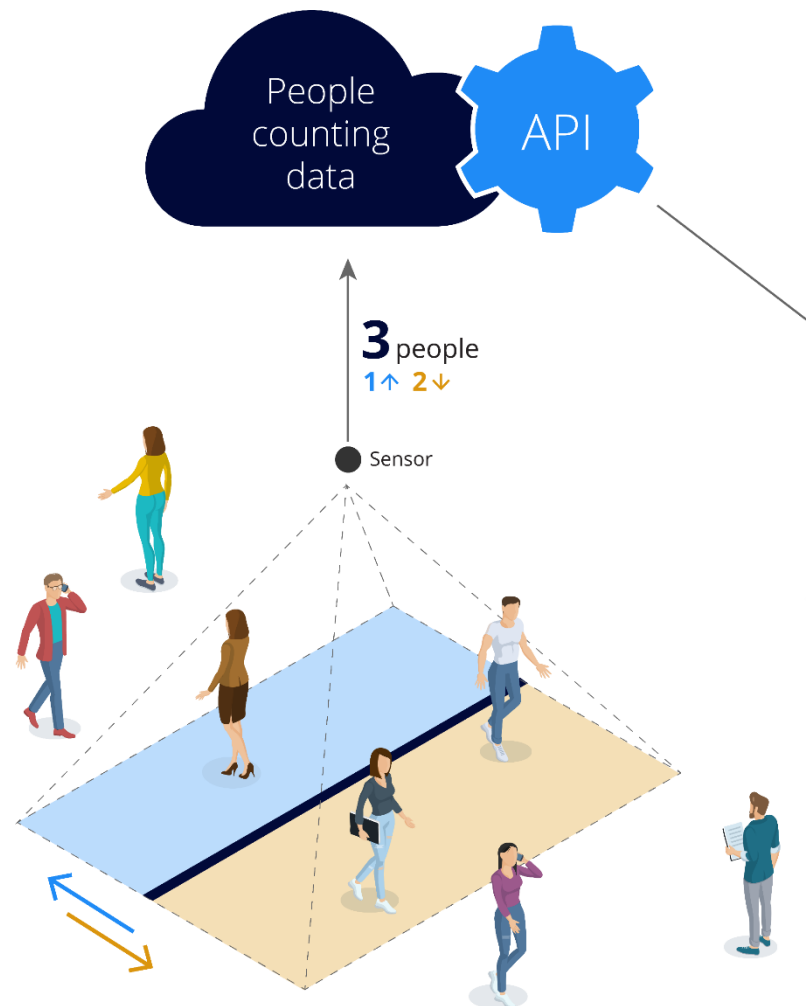 People
counting
data
API
3 people
1↑ 2↓
Sensor